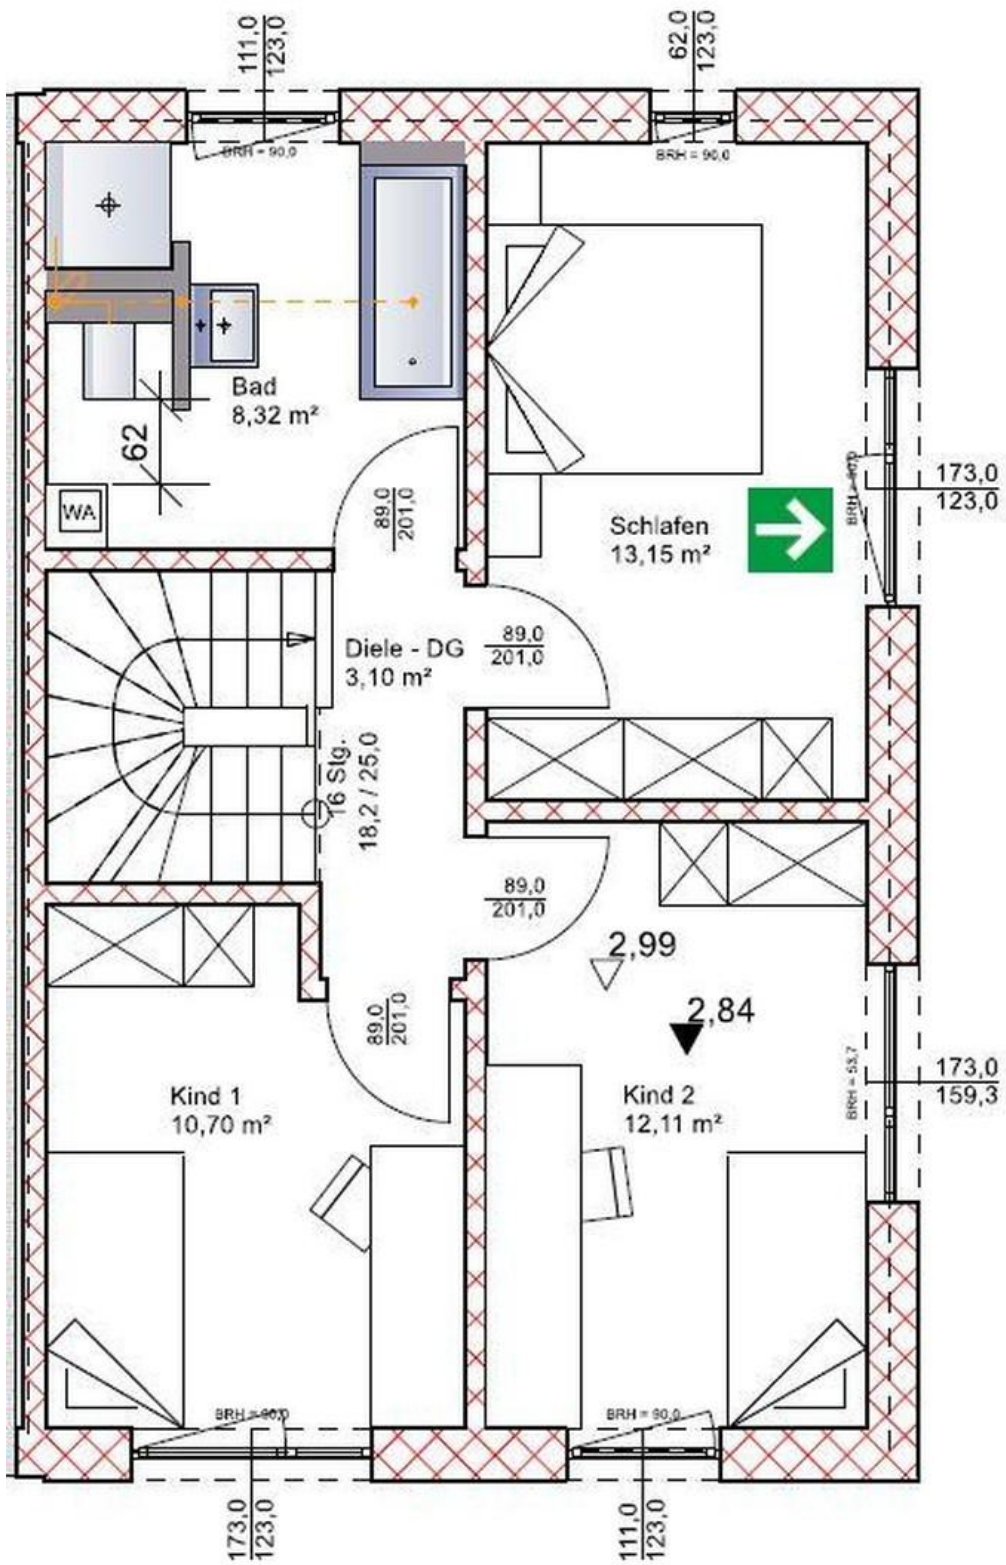 111,0
123,0
62,0
123,0
BRH = 90,0
BRH = 90,0
Bad
8,32 m²
62
WA
89,0
201,0
Schlafen
13,15 m²
BRH = 90,0
173,0
123,0
Diele - DG
3,10 m²
89,0
201,0
16 Stg.
18,2 / 25,0
89,0
201,0
2,99
2,84
89,0
201,0
Kind 1
10,70 m²
Kind 2
12,11 m²
BRH = 53,7
173,0
159,3
BRH = 90,0
BRH = 90,0
173,0
123,0
111,0
123,0